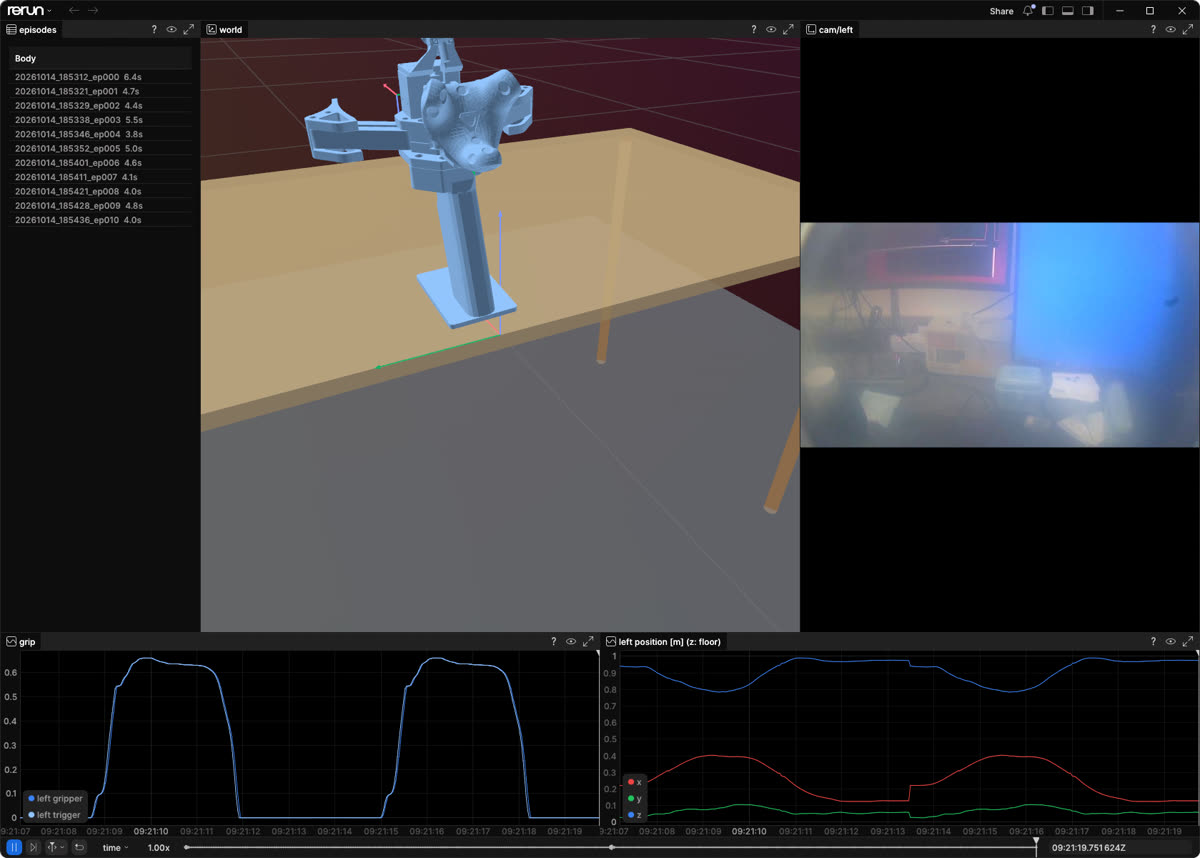 rerun
Share
episodes
?
world
?
cam/left
?
Body
20261014_185312_ep000 6.4s
20261014_185321_ep001 4.7s
20261014_185329_ep002 4.4s
20261014_185338_ep003 5.5s
20261014_185346_ep004 3.8s
20261014_185352_ep005 5.0s
20261014_185401_ep006 4.6s
20261014_185411_ep007 4.1s
20261014_185421_ep008 4.0s
20261014_185428_ep009 4.8s
20261014_185436_ep010 4.0s
grip
?
0.6
0.5
0.4
0.3
0.2
0.1
0
left gripper
left trigger
9:21:07 09:21:08 09:21:09 09:21:10 09:21:11 09:21:12 09:21:13 09:21:14 09:21:15 09:21:16 09:21:17 09:21:18 09:21:19
left position [m] (z: floor)
?
1
0.9
0.8
0.7
0.6
0.5
0.4
0.3
0.2
0.1
0
x
y
z
09:21:07 09:21:08 09:21:09 09:21:10 09:21:11 09:21:12 09:21:13 09:21:14 09:21:15 09:21:16 09:21:17 09:21:18 09:21:19
time
1.00x
09:21:19.751 624Z